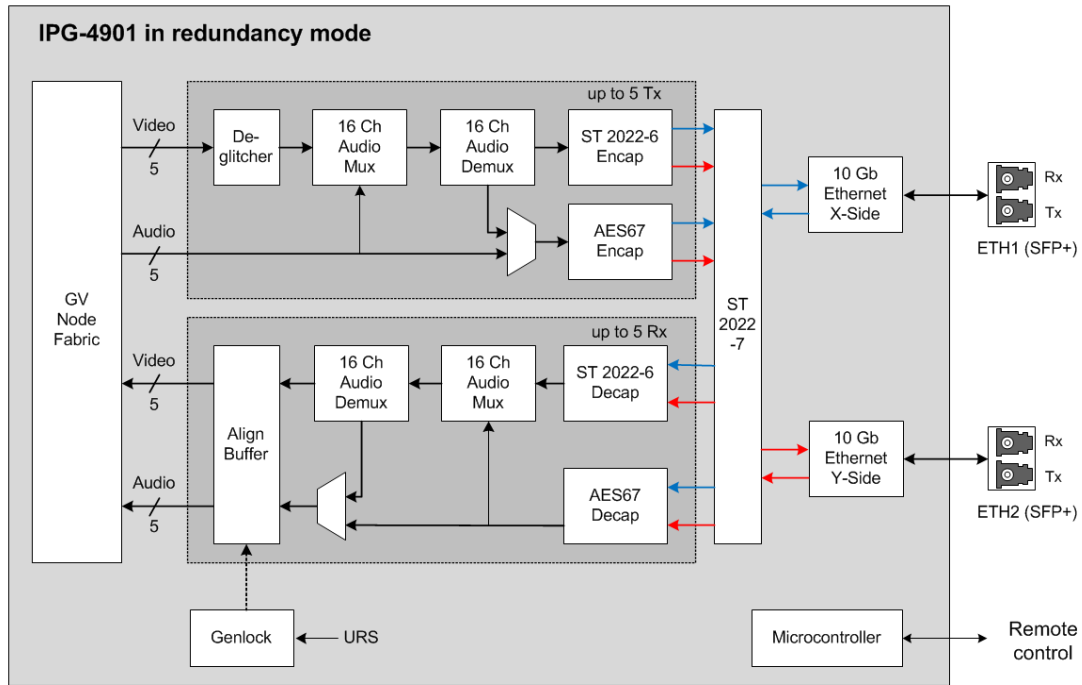 IPG-4901 in redundancy mode
up to 5 Tx
Video
5
De-
glitcher
16 Ch
Audio
Mux
16 Ch
Audio
Demux
ST 2022-6
Encap
10 Gb
Ethernet
X-Side
Rx
Tx
ETH1 (SFP+)
Audio
5
AES67
Encap
GV
Node
Fabric
ST
2022
-7
up to 5 Rx
Video
5
16 Ch
Audio
Demux
16 Ch
Audio
Mux
ST 2022-6
Decap
Align
Buffer
10 Gb
Ethernet
Y-Side
Rx
Tx
ETH2 (SFP+)
Audio
5
AES67
Decap
Genlock
URS
Microcontroller
Remote
control